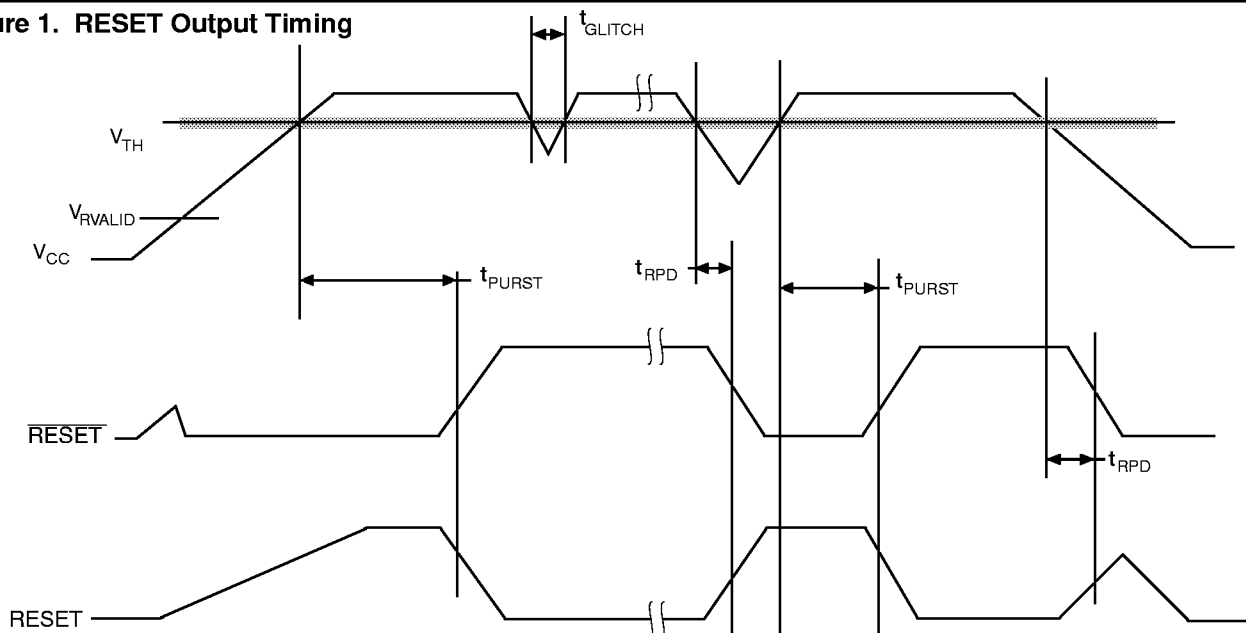 ure 1. RESET Output Timing
tGLITCH
VTH
VRVALID
VCC
tPURST
tRPD
tPURST
RESET
tRPD
RESET